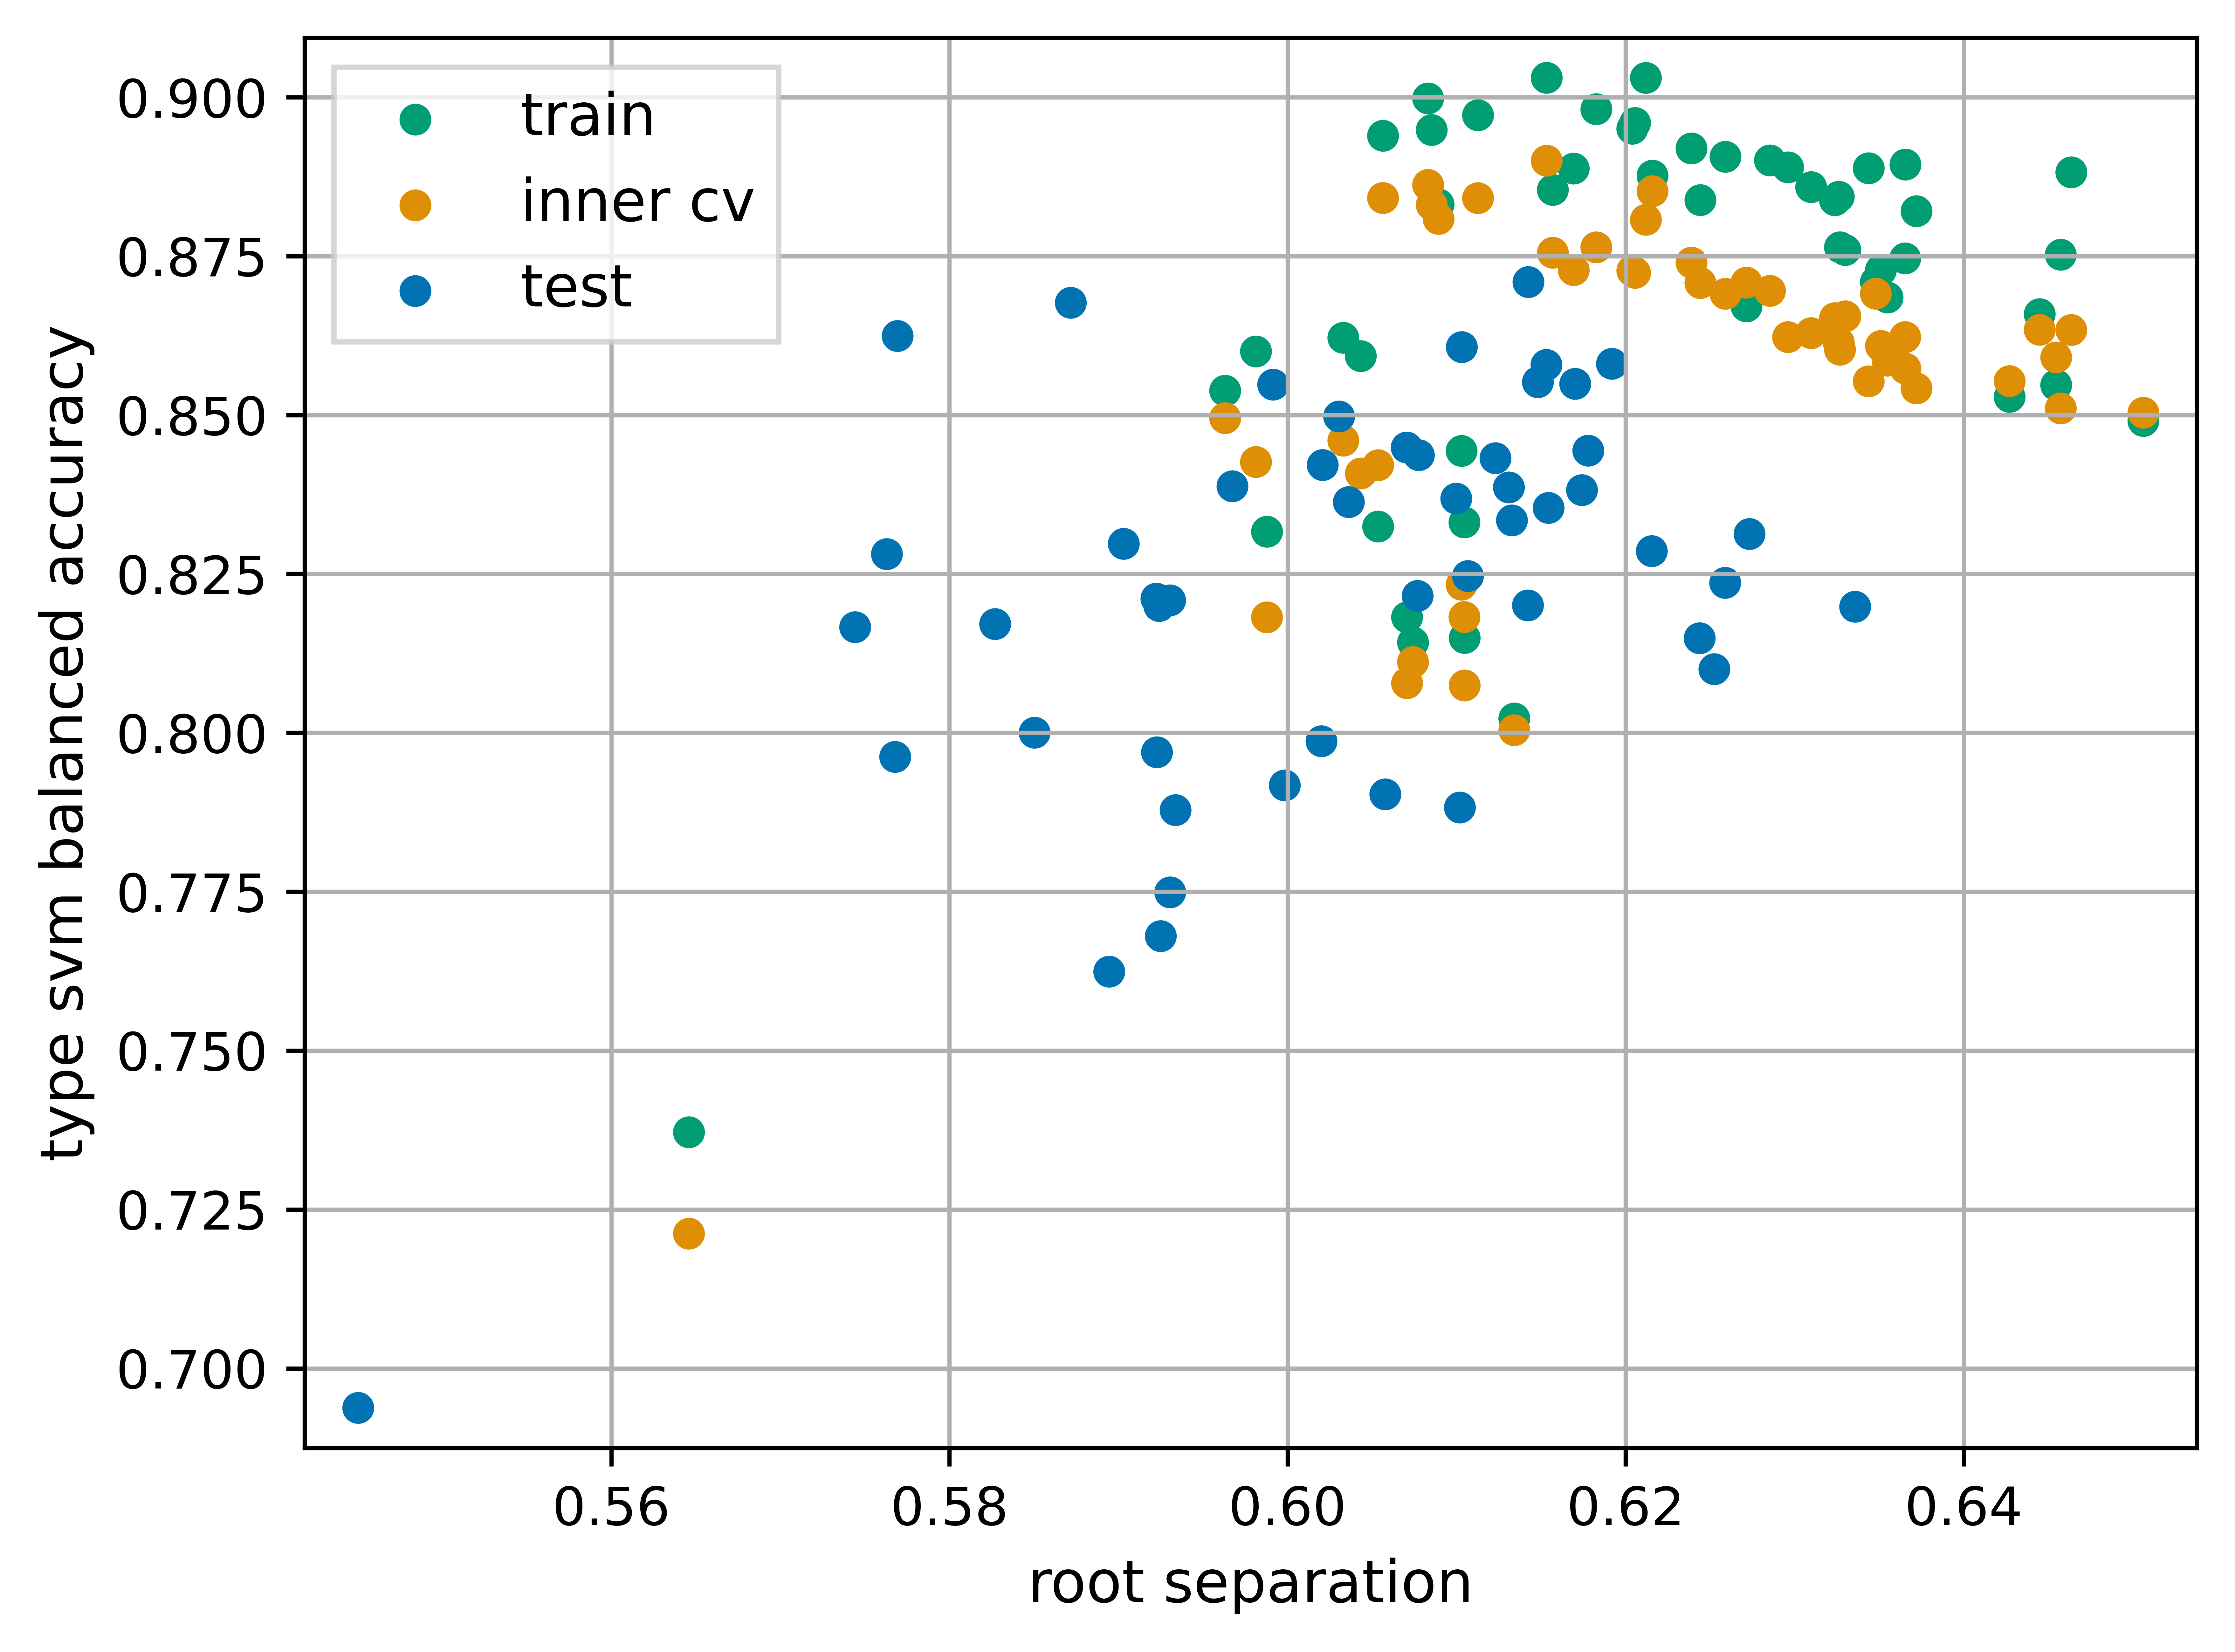 train
inner cv
test
0.900
0.875
0.850
0.825
0.800
0.775
0.750
0.725
0.700
type svm balanced accuracy
0.56 0.58 0.60 0.62 0.64
root separation